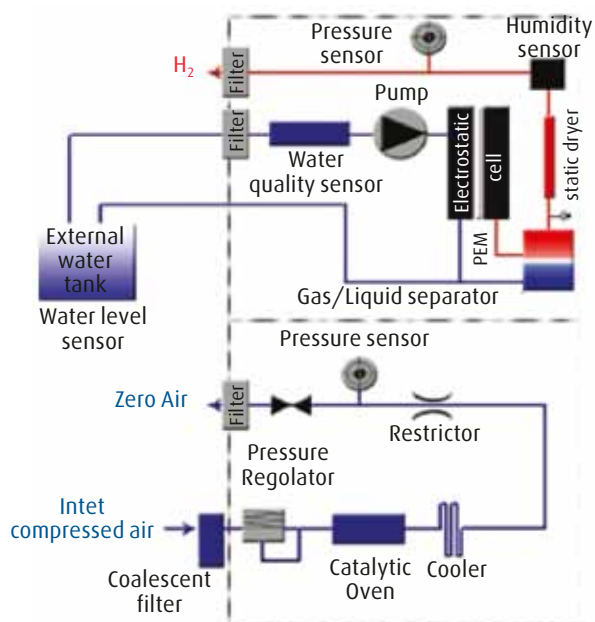 Pressure
sensor
Humidity
sensor
H2
Filter
Pump
Filter
Water
quality sensor
Electrostatic
cell
static dryer
PEM
External
water
tank
Water level
sensor
Gas/Liquid separator
Pressure sensor
Zero Air
Filter
Restrictor
Pressure
Regolator
Intet
compressed air
Coalescent
filter
Catalytic
Oven
Cooler